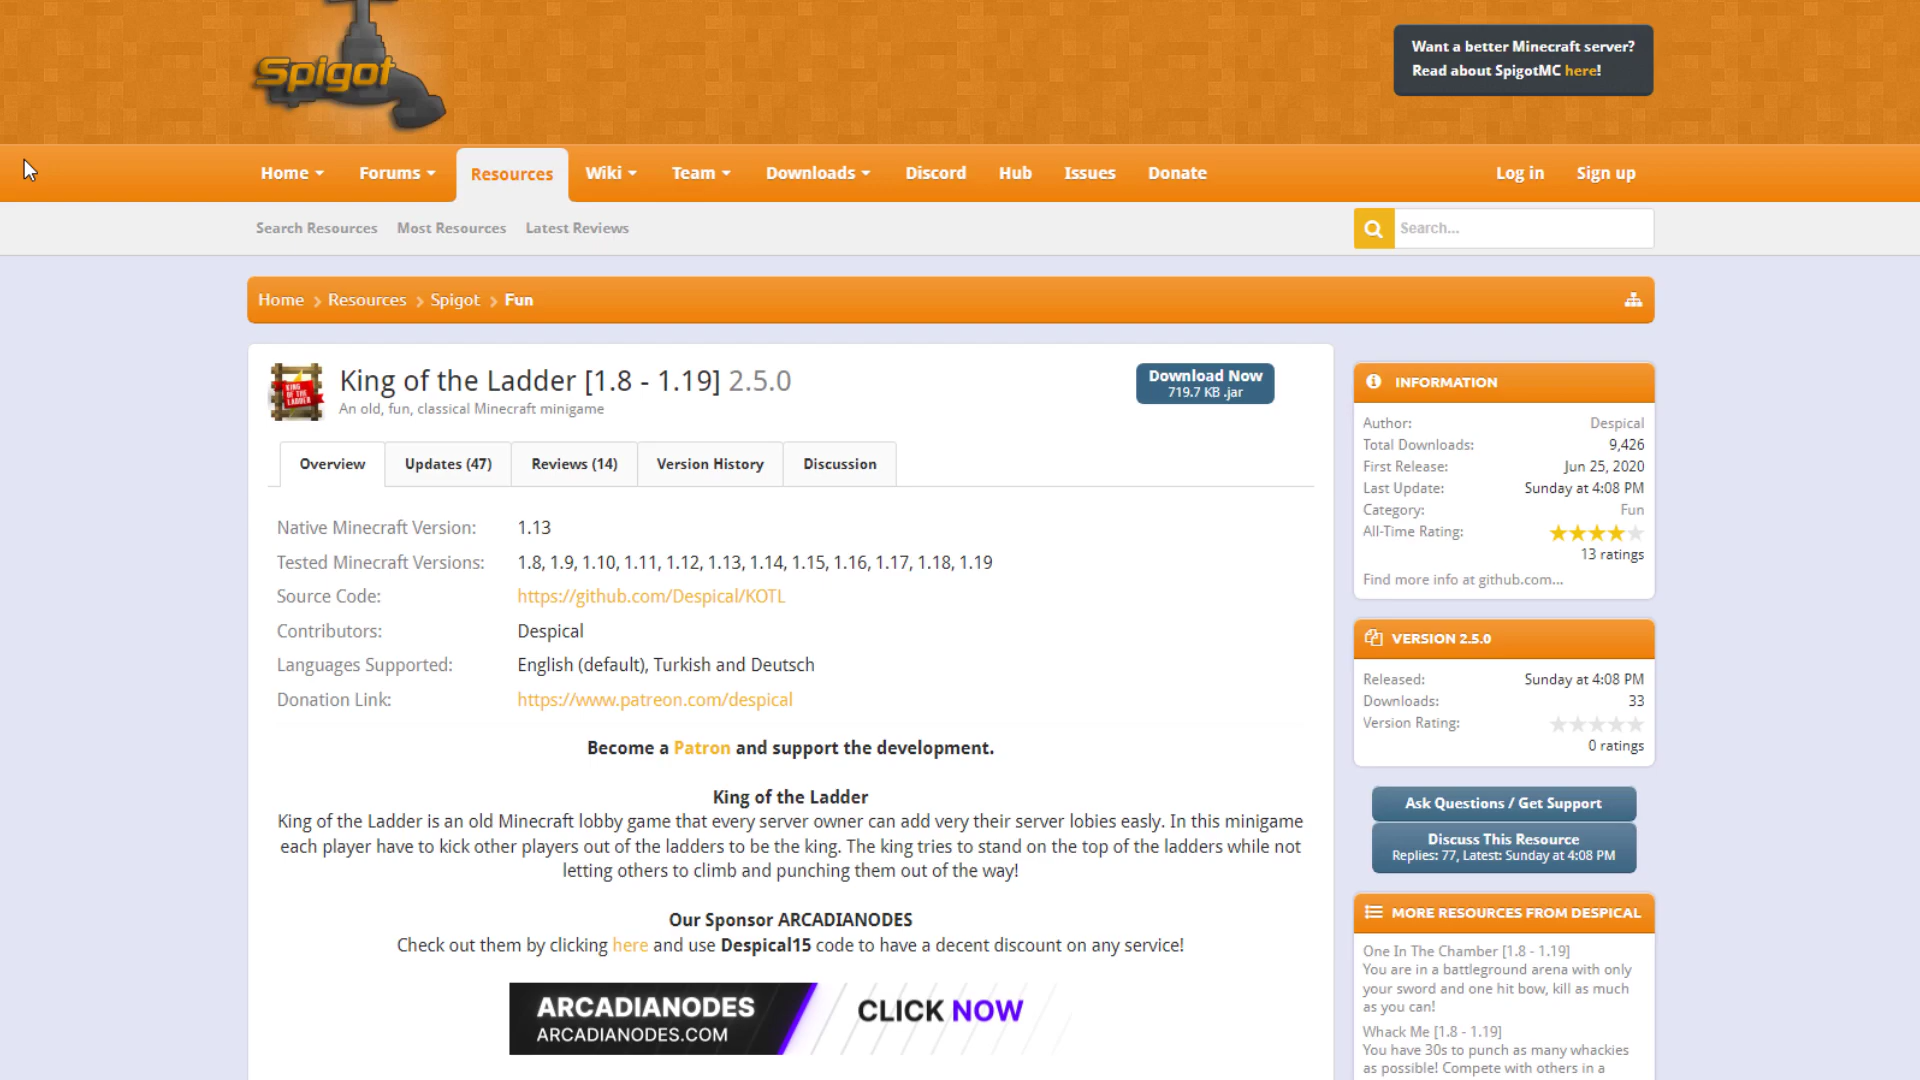 Spigot
Want a better Minecraft server?
Read about SpigotMC here!
Home Forums Resources Wiki Team Downloads Discord Hub Issues Donate Log in Sign up
Search Resources Most Resources Latest Reviews Search...
Home Resources Spigot Fun
KING OF THE LADDER
King of the Ladder [1.8 - 1.19] 2.5.0
An old, fun, classical Minecraft minigame
Download Now
719.7 KB .jar
Overview Updates (47) Reviews (14) Version History Discussion
Native Minecraft Version: 1.13
Tested Minecraft Versions: 1.8, 1.9, 1.10, 1.11, 1.12, 1.13, 1.14, 1.15, 1.16, 1.17, 1.18, 1.19
Source Code: https://github.com/Despical/KOTL
Contributors: Despical
Languages Supported: English (default), Turkish and Deutsch
Donation Link: https://www.patreon.com/despical
Become a Patron and support the development.
King of the Ladder
King of the Ladder is an old Minecraft lobby game that every server owner can add very their server lobies easly. In this minigame
each player have to kick other players out of the ladders to be the king. The king tries to stand on the top of the ladders while not
letting others to climb and punching them out of the way!
Our Sponsor ARCADIANODES
Check out them by clicking here and use Despical15 code to have a decent discount on any service!
ARCADIANODES
ARCADIANODES.COM
CLICK NOW
INFORMATION
Author: Despical
Total Downloads: 9,426
First Release: Jun 25, 2020
Last Update: Sunday at 4:08 PM
Category: Fun
All-Time Rating:
13 ratings
Find more info at github.com...
VERSION 2.5.0
Released: Sunday at 4:08 PM
Downloads: 33
Version Rating:
0 ratings
Ask Questions / Get Support
Discuss This Resource
Replies: 77, Latest: Sunday at 4:08 PM
MORE RESOURCES FROM DESPICAL
One In The Chamber [1.8 - 1.19]
You are in a battleground arena with only
your sword and one hit bow, kill as much
as you can!
Whack Me [1.8 - 1.19]
You have 30s to punch as many whackies
as possible! Compete with others in a